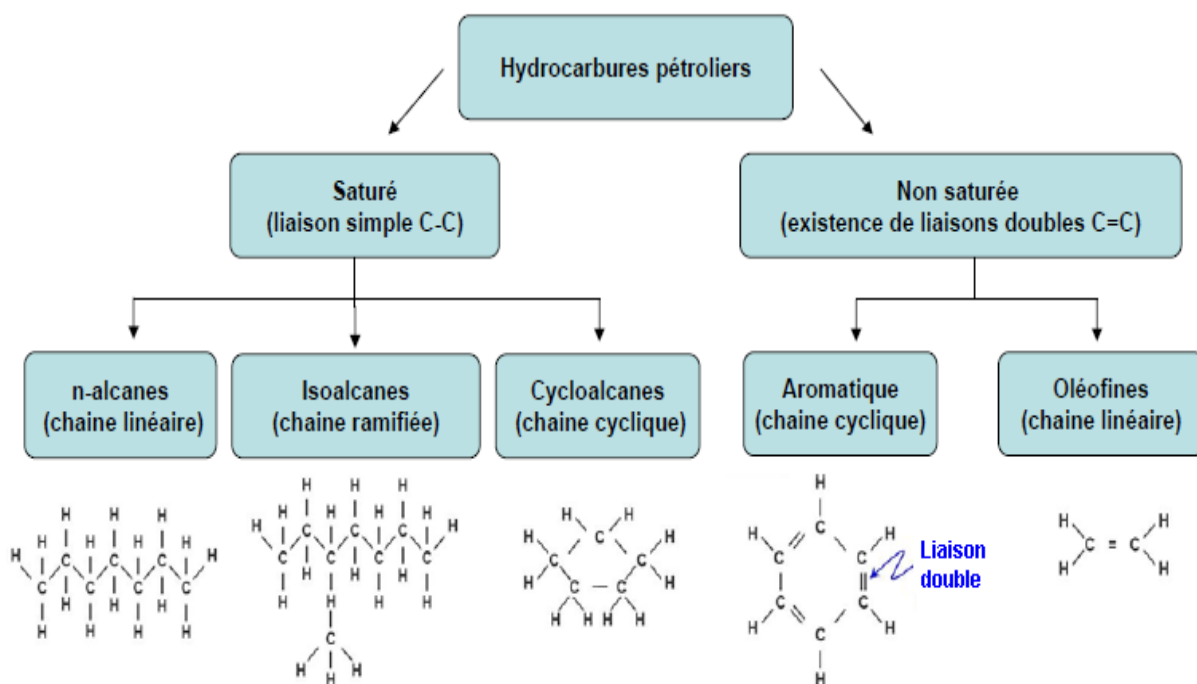 Hydrocarbures pétroliers
Saturé
(liaison simple C-C)
Non saturée
(existence de liaisons doubles C=C)
n-alcanes
(chaine linéaire)
Isoalcanes
(chaine ramifiée)
Cycloalcanes
(chaine cyclique)
Aromatique
(chaine cyclique)
Oléofines
(chaine linéaire)
H H H
H H H H H
C C C C C C C
H H H H
H H H
H H H
H H H H H
C C C C C C C
H H H H
H H H
C
H H H
H H
C
H C C H
H H
C C
H H H H
H
C
H C C H
H C C H
C
H
Liaison
double
H H
C = C
H H